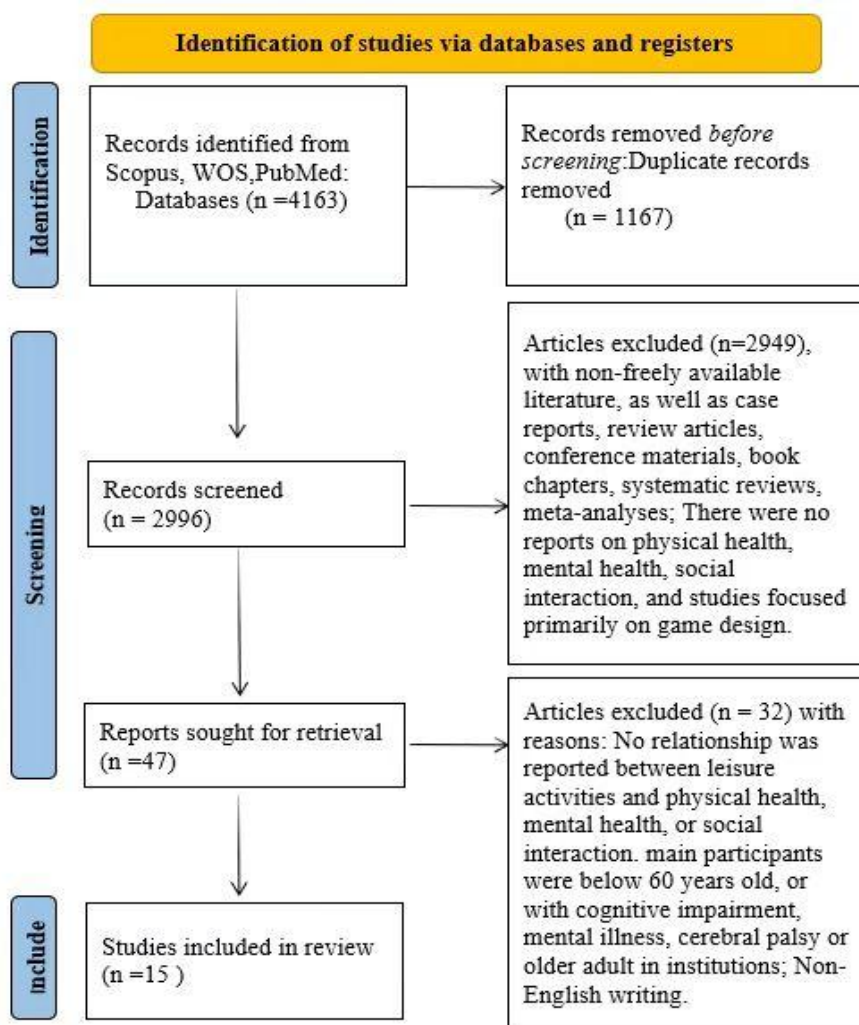 Identification of studies via databases and registers
Identification
Records identified from
Scopus, WOS,PubMed:
Databases (n =4163)
Records removed before
screening:Duplicate records
removed
(n = 1167)
Screening
Records screened
(n = 2996)
Articles excluded (n=2949),
with non-freely available
literature, as well as case
reports, review articles,
conference materials, book
chapters, systematic reviews,
meta-analyses; There were no
reports on physical health,
mental health, social
interaction, and studies focused
primarily on game design.
Reports sought for retrieval
(n =47)
Articles excluded (n = 32) with
reasons: No relationship was
reported between leisure
activities and physical health,
mental health, or social
interaction. main participants
were below 60 years old, or
with cognitive impairment,
mental illness, cerebral palsy or
older adult in institutions; Non-
English writing.
Include
Studies included in review
(n =15 )